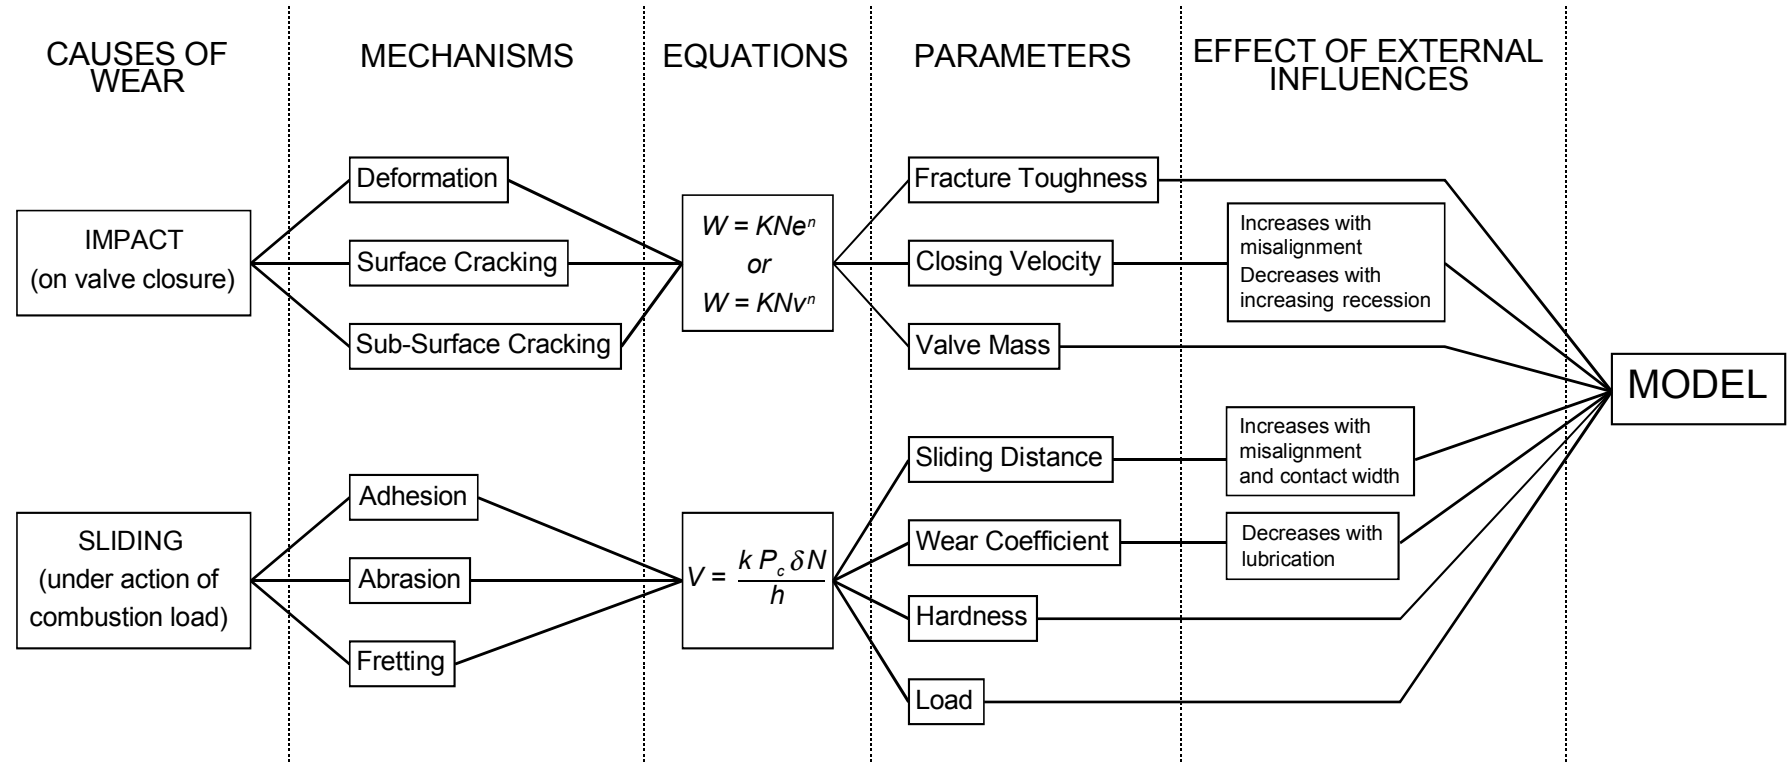 CAUSES OF
WEAR
MECHANISMS
EQUATIONS
PARAMETERS
EFFECT OF EXTERNAL
INFLUENCES
IMPACT
(on valve closure)
Deformation
Surface Cracking
Sub-Surface Cracking
W = KNeⁿ
or
W = KNvⁿ
Fracture Toughness
Closing Velocity
Valve Mass
Increases with
misalignment
Decreases with
increasing recession
MODEL
SLIDING
(under action of
combustion load)
Adhesion
Abrasion
Fretting
V = k P_c δ N / h
Sliding Distance
Wear Coefficient
Hardness
Load
Increases with
misalignment
and contact width
Decreases with
lubrication